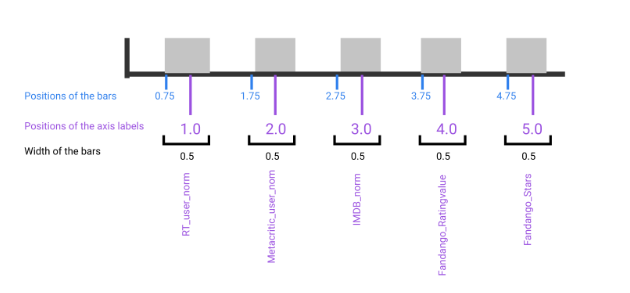 Positions of the bars 0.75 1.75 2.75 3.75 4.75
Positions of the axis labels 1.0 2.0 3.0 4.0 5.0
Width of the bars 0.5 0.5 0.5 0.5 0.5
RT_user_norm
Metacritic_user_nom
IMDB_norm
Fandango_Ratingvalue
Fandango_Stars